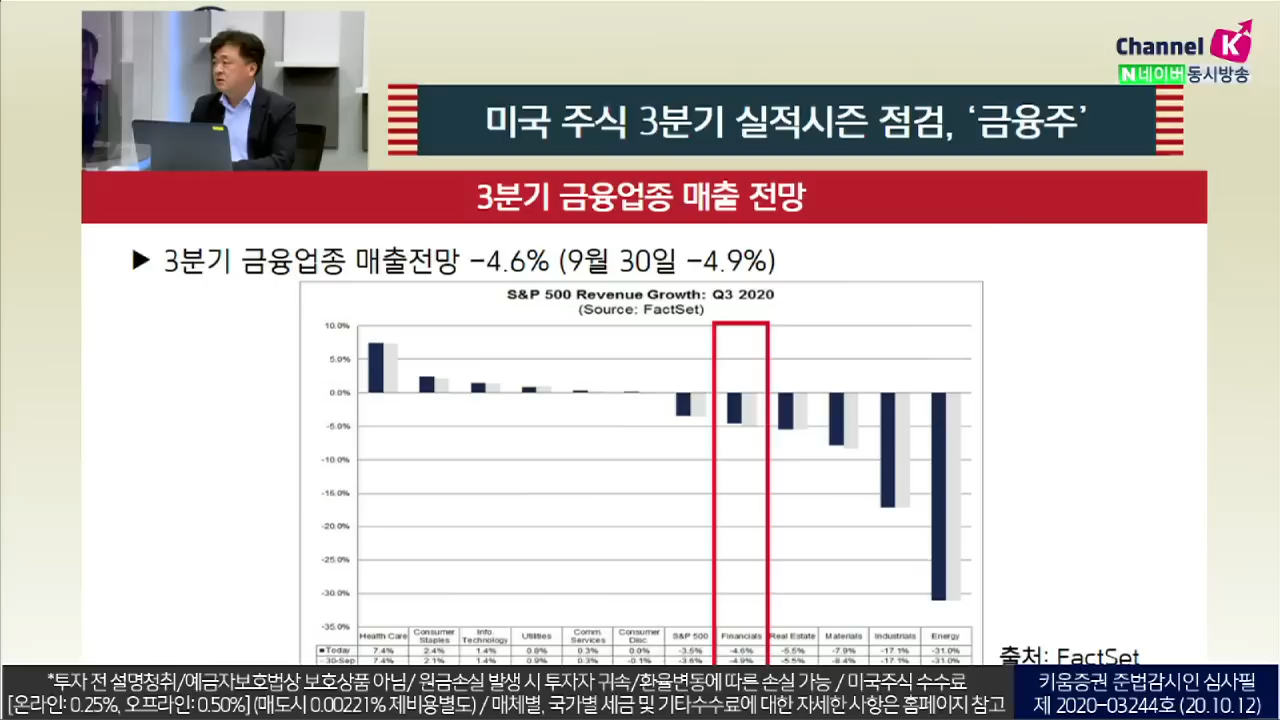 Channel K
N 네이버 동시방송
미국 주식 3분기 실적시즌 점검, ‘금융주’
3분기 금융업종 매출 전망
▶ 3분기 금융업종 매출전망 -4.6% (9월 30일 -4.9%)
S&P 500 Revenue Growth: Q3 2020
(Source: FactSet)
10.0%
5.0%
0.0%
-5.0%
-10.0%
-15.0%
-20.0%
-25.0%
-30.0%
-35.0%
Health Care Consumer Staples Info. Technology Utilities Comm. Services Consumer Disc. S&P 500 Financials Real Estate Materials Industrials Energy
■Today 7.4% 2.4% 1.4% 0.8% 0.3% 0.0% -3.5% -4.6% -5.5% -7.9% -17.1% -31.0%
30-Sep 7.4% 2.1% 1.4% 0.9% 0.3% -0.1% -3.6% -4.9% -5.5% -8.4% -17.1% -31.0%
출처: FactSet
*투자 전 설명청취/예금자보호법상 보호상품 아님/ 원금손실 발생 시 투자자 귀속/환율변동에 따른 손실 가능 / 미국주식 수수료
[온라인: 0.25%, 오프라인: 0.50%] (매도시 0.00221% 제비용별도) / 매체별, 국가별 세금 및 기타수수료에 대한 자세한 사항은 홈페이지 참고
키움증권 준법감시인 심사필
제 2020-03244호 (20.10.12)